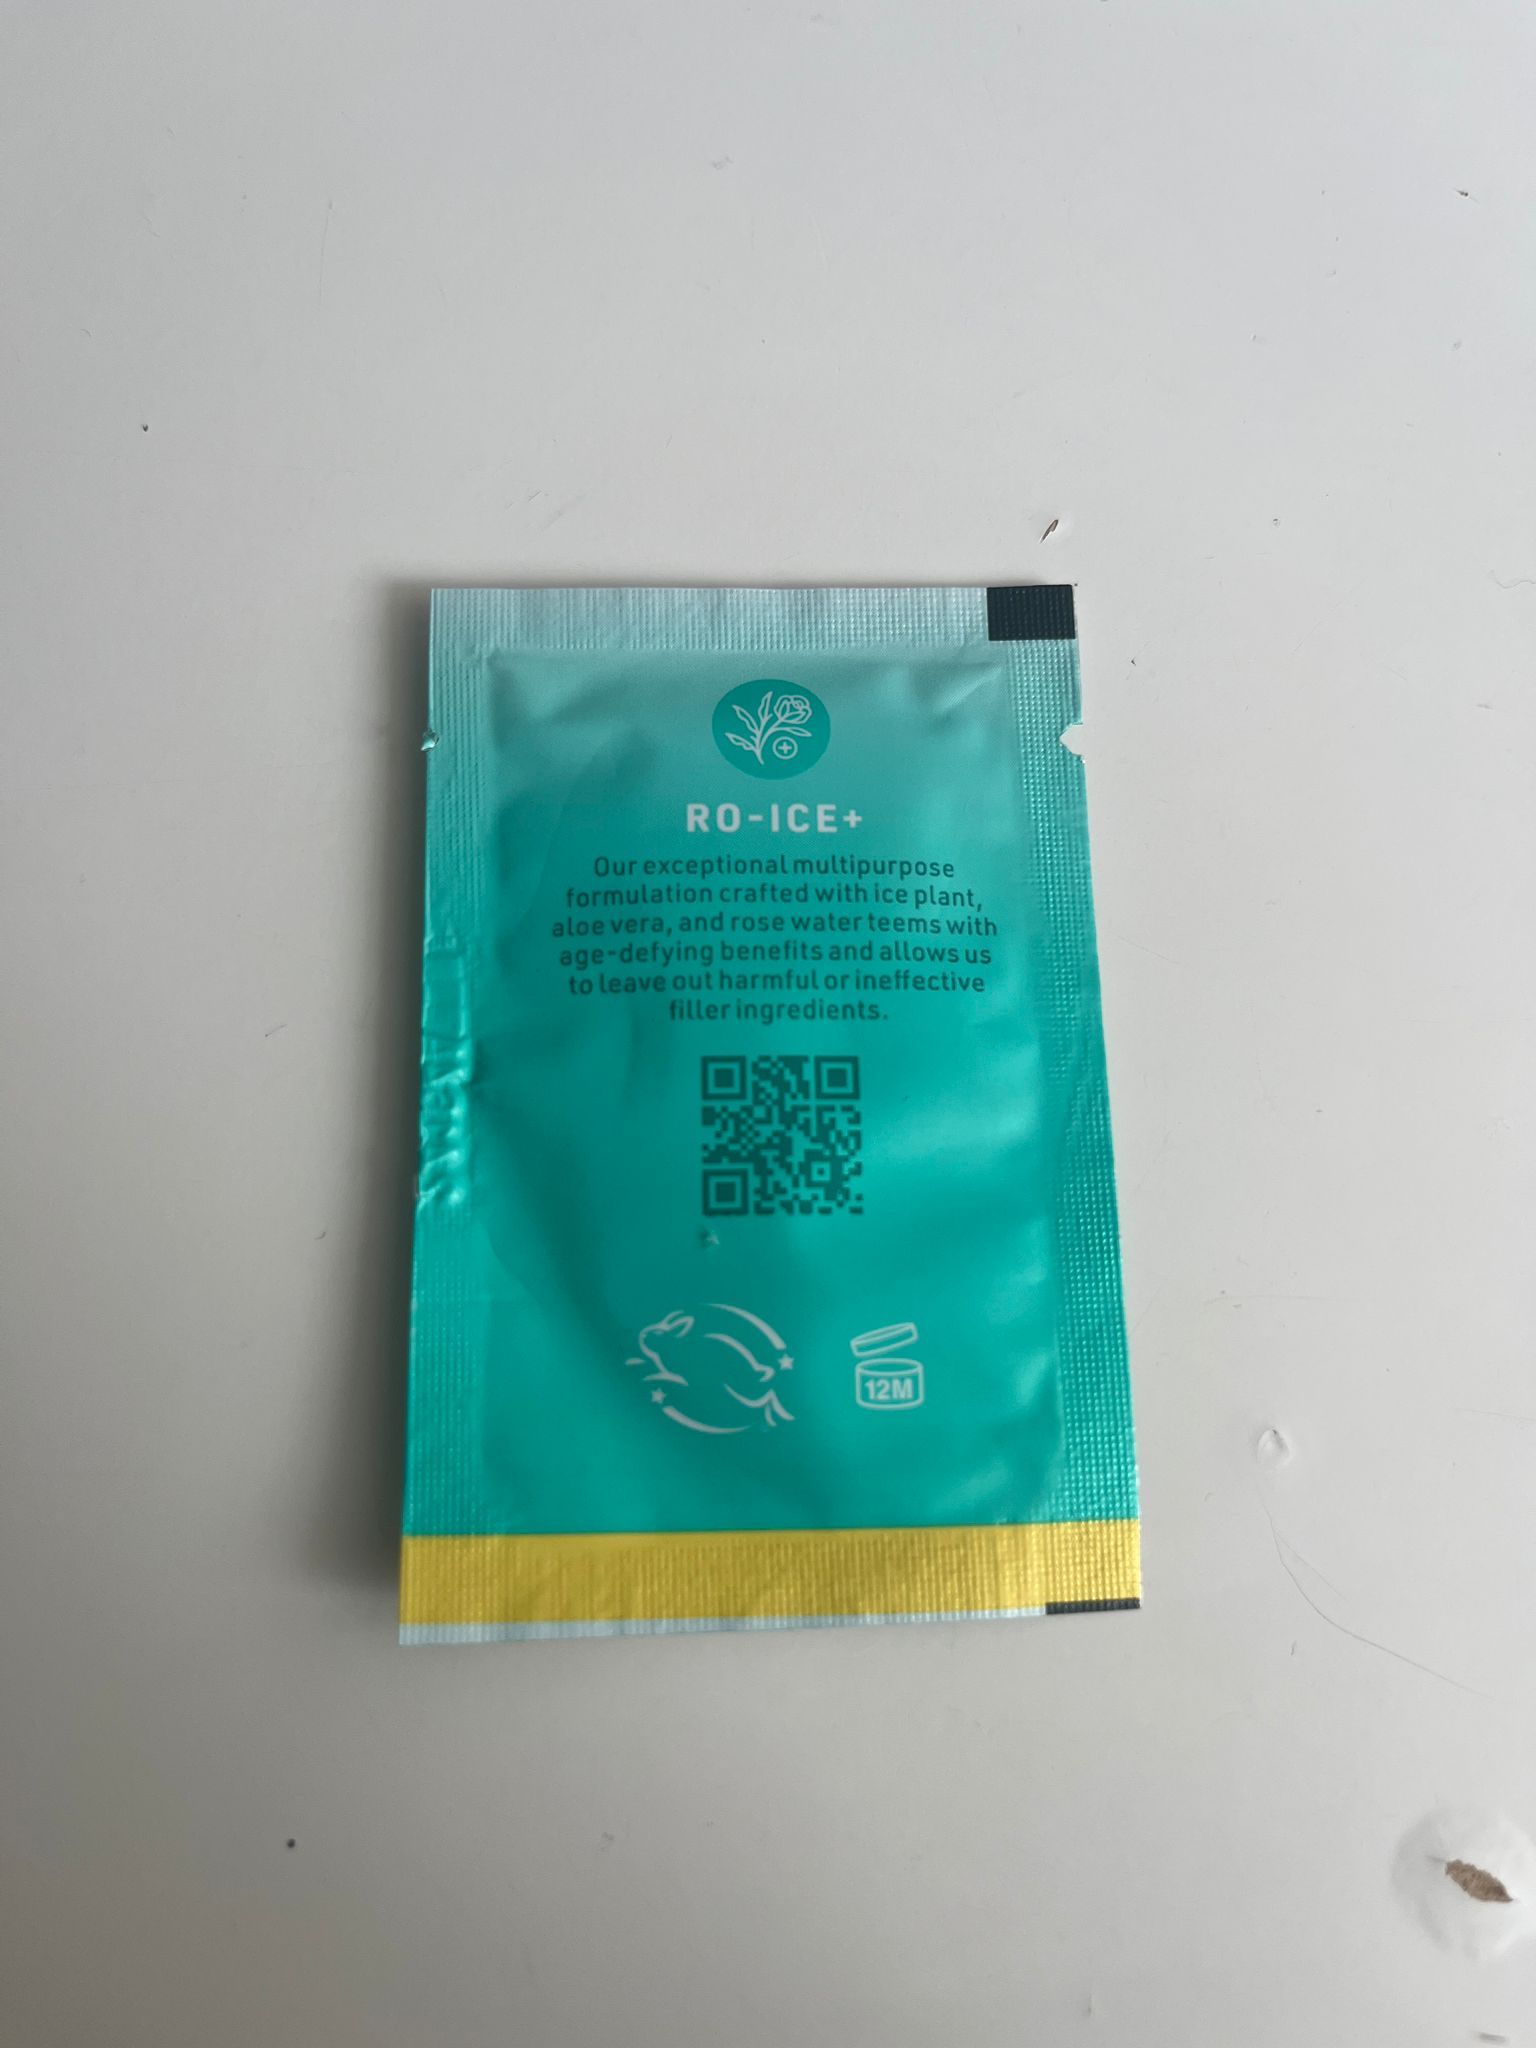 RO-ICE+
Our exceptional multipurpose
formulation crafted with ice plant,
aloe vera, and rose water teems with
age-defying benefits and allows us
to leave out harmful or ineffective
filler ingredients.
12M